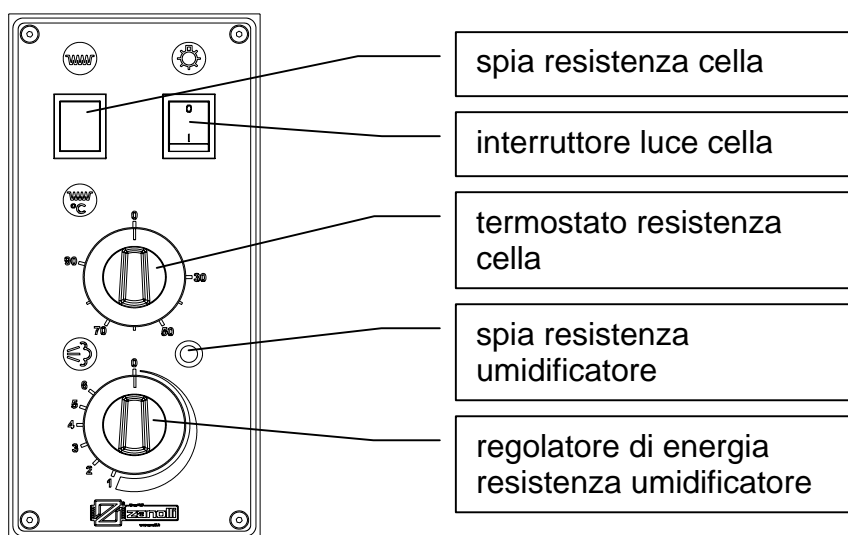 spia resistenza cella
0
I
interruttore luce cella
°C
0
90
30
70
50
termostato resistenza
cella
spia resistenza
umidificatore
0
6
5
4
3
2
1
regolatore di energia
resistenza umidificatore
zanolli